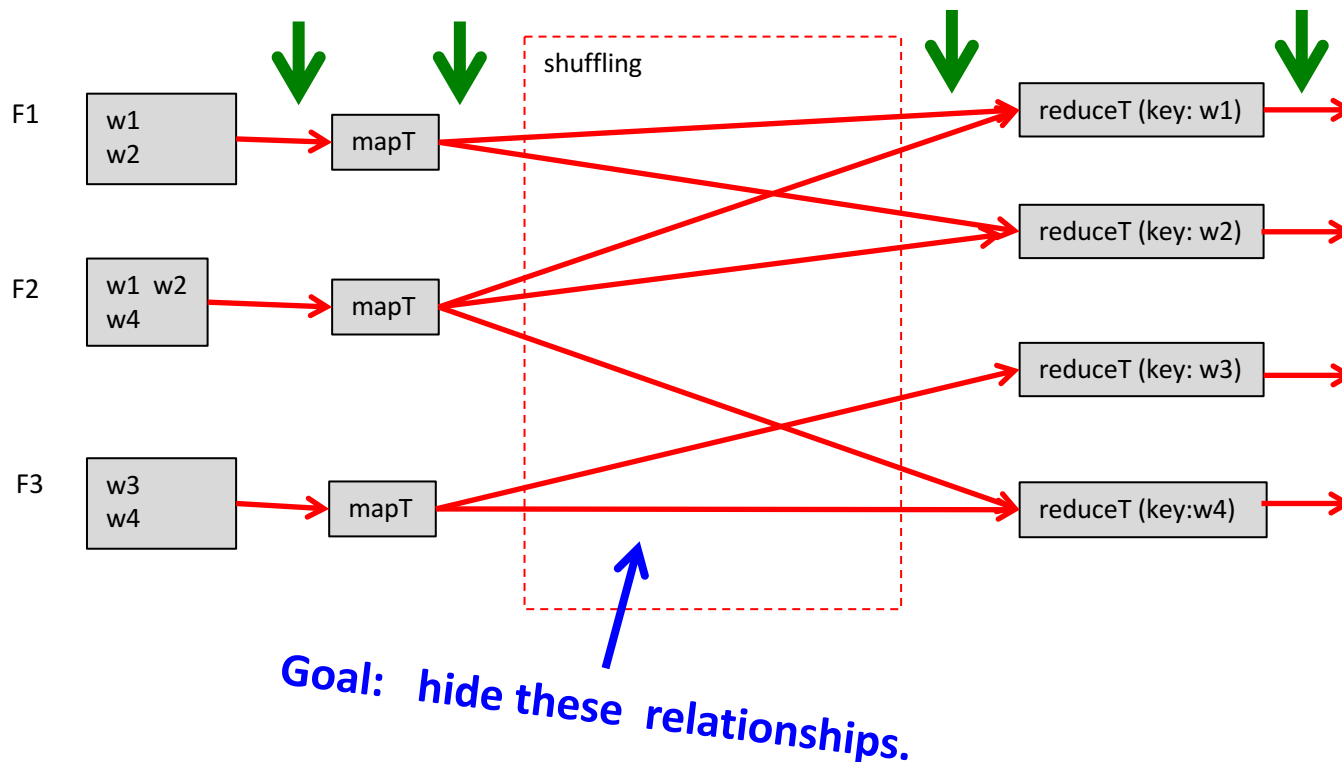 shuffling
F1
w1
w2
mapT
reduceT (key: w1)
reduceT (key: w2)
F2
w1 w2
w4
mapT
reduceT (key: w3)
F3
w3
w4
mapT
reduceT (key:w4)
Goal: hide these relationships.